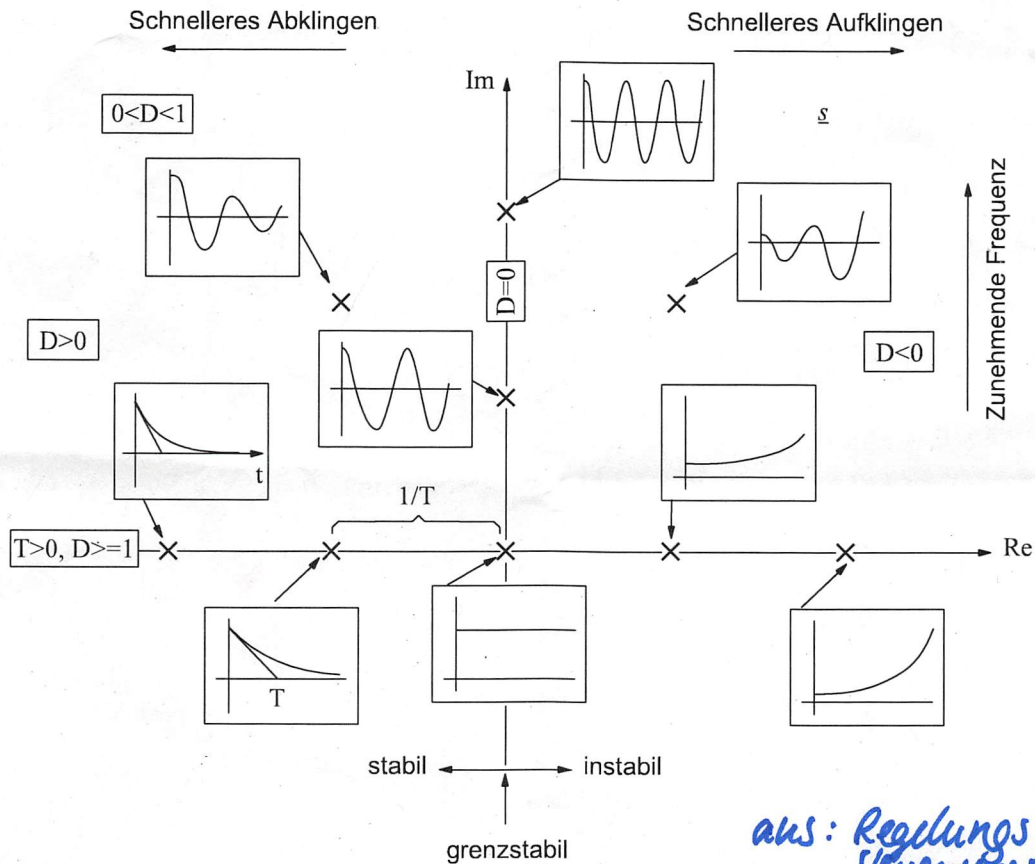 Schnelleres Abklingen
Schnelleres Aufklingen
Im
0<D<1
s
D=0
Zunehmende Frequenz
D>0
D<0
t
1/T
T>0, D>=1
Re
T
stabil
instabil
grenzstabil
aus: Regelungs